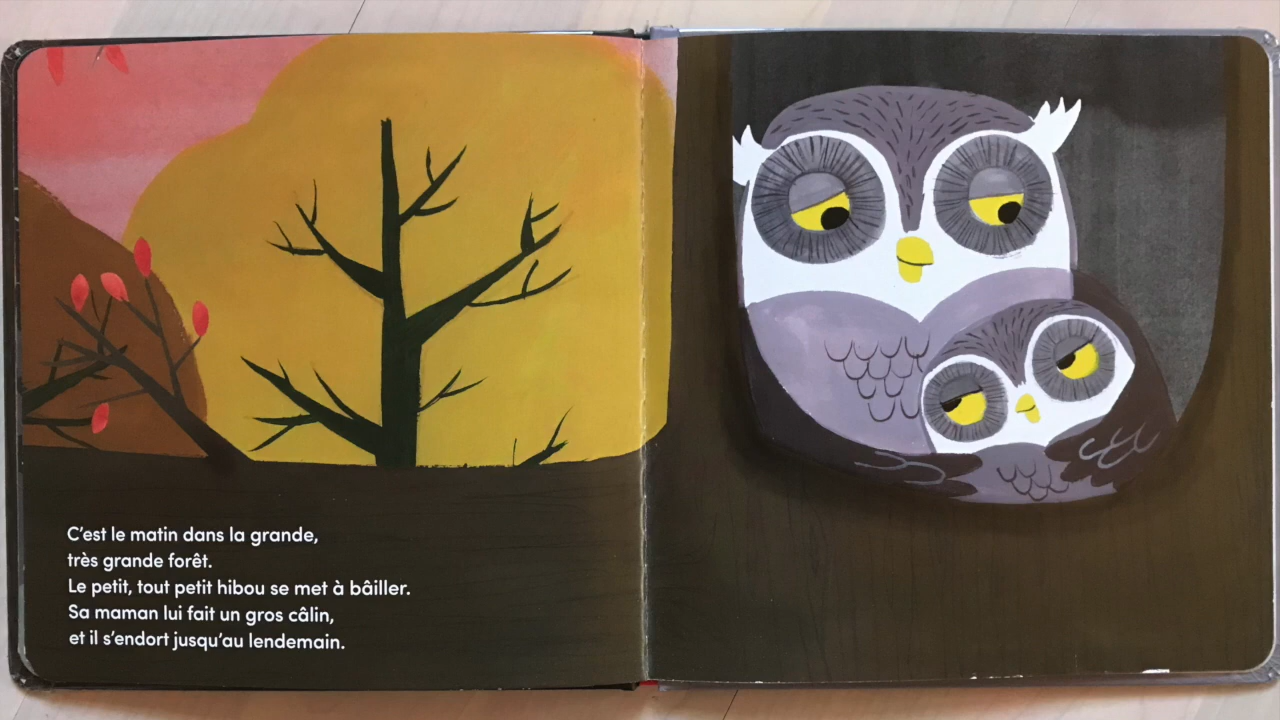 C'est le matin dans la grande,
très grande forêt.
Le petit, tout petit hibou se met à bâiller.
Sa maman lui fait un gros câlin,
et il s'endort jusqu'au lendemain.